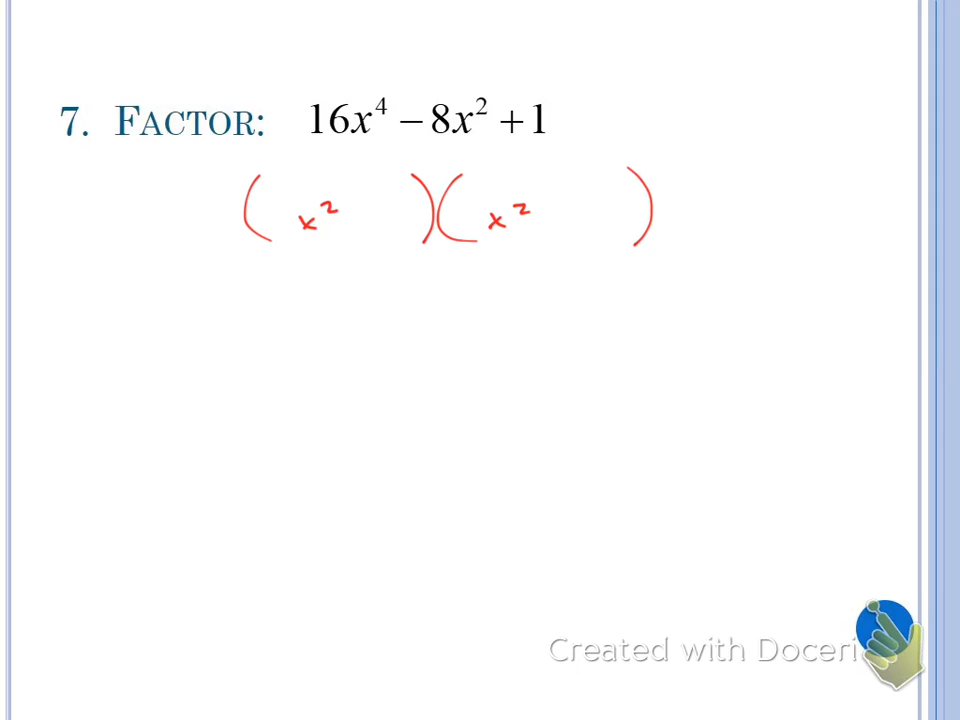 7. FACTOR: 16x⁴ − 8x² + 1
( x² )( x² )
Created with Doceri